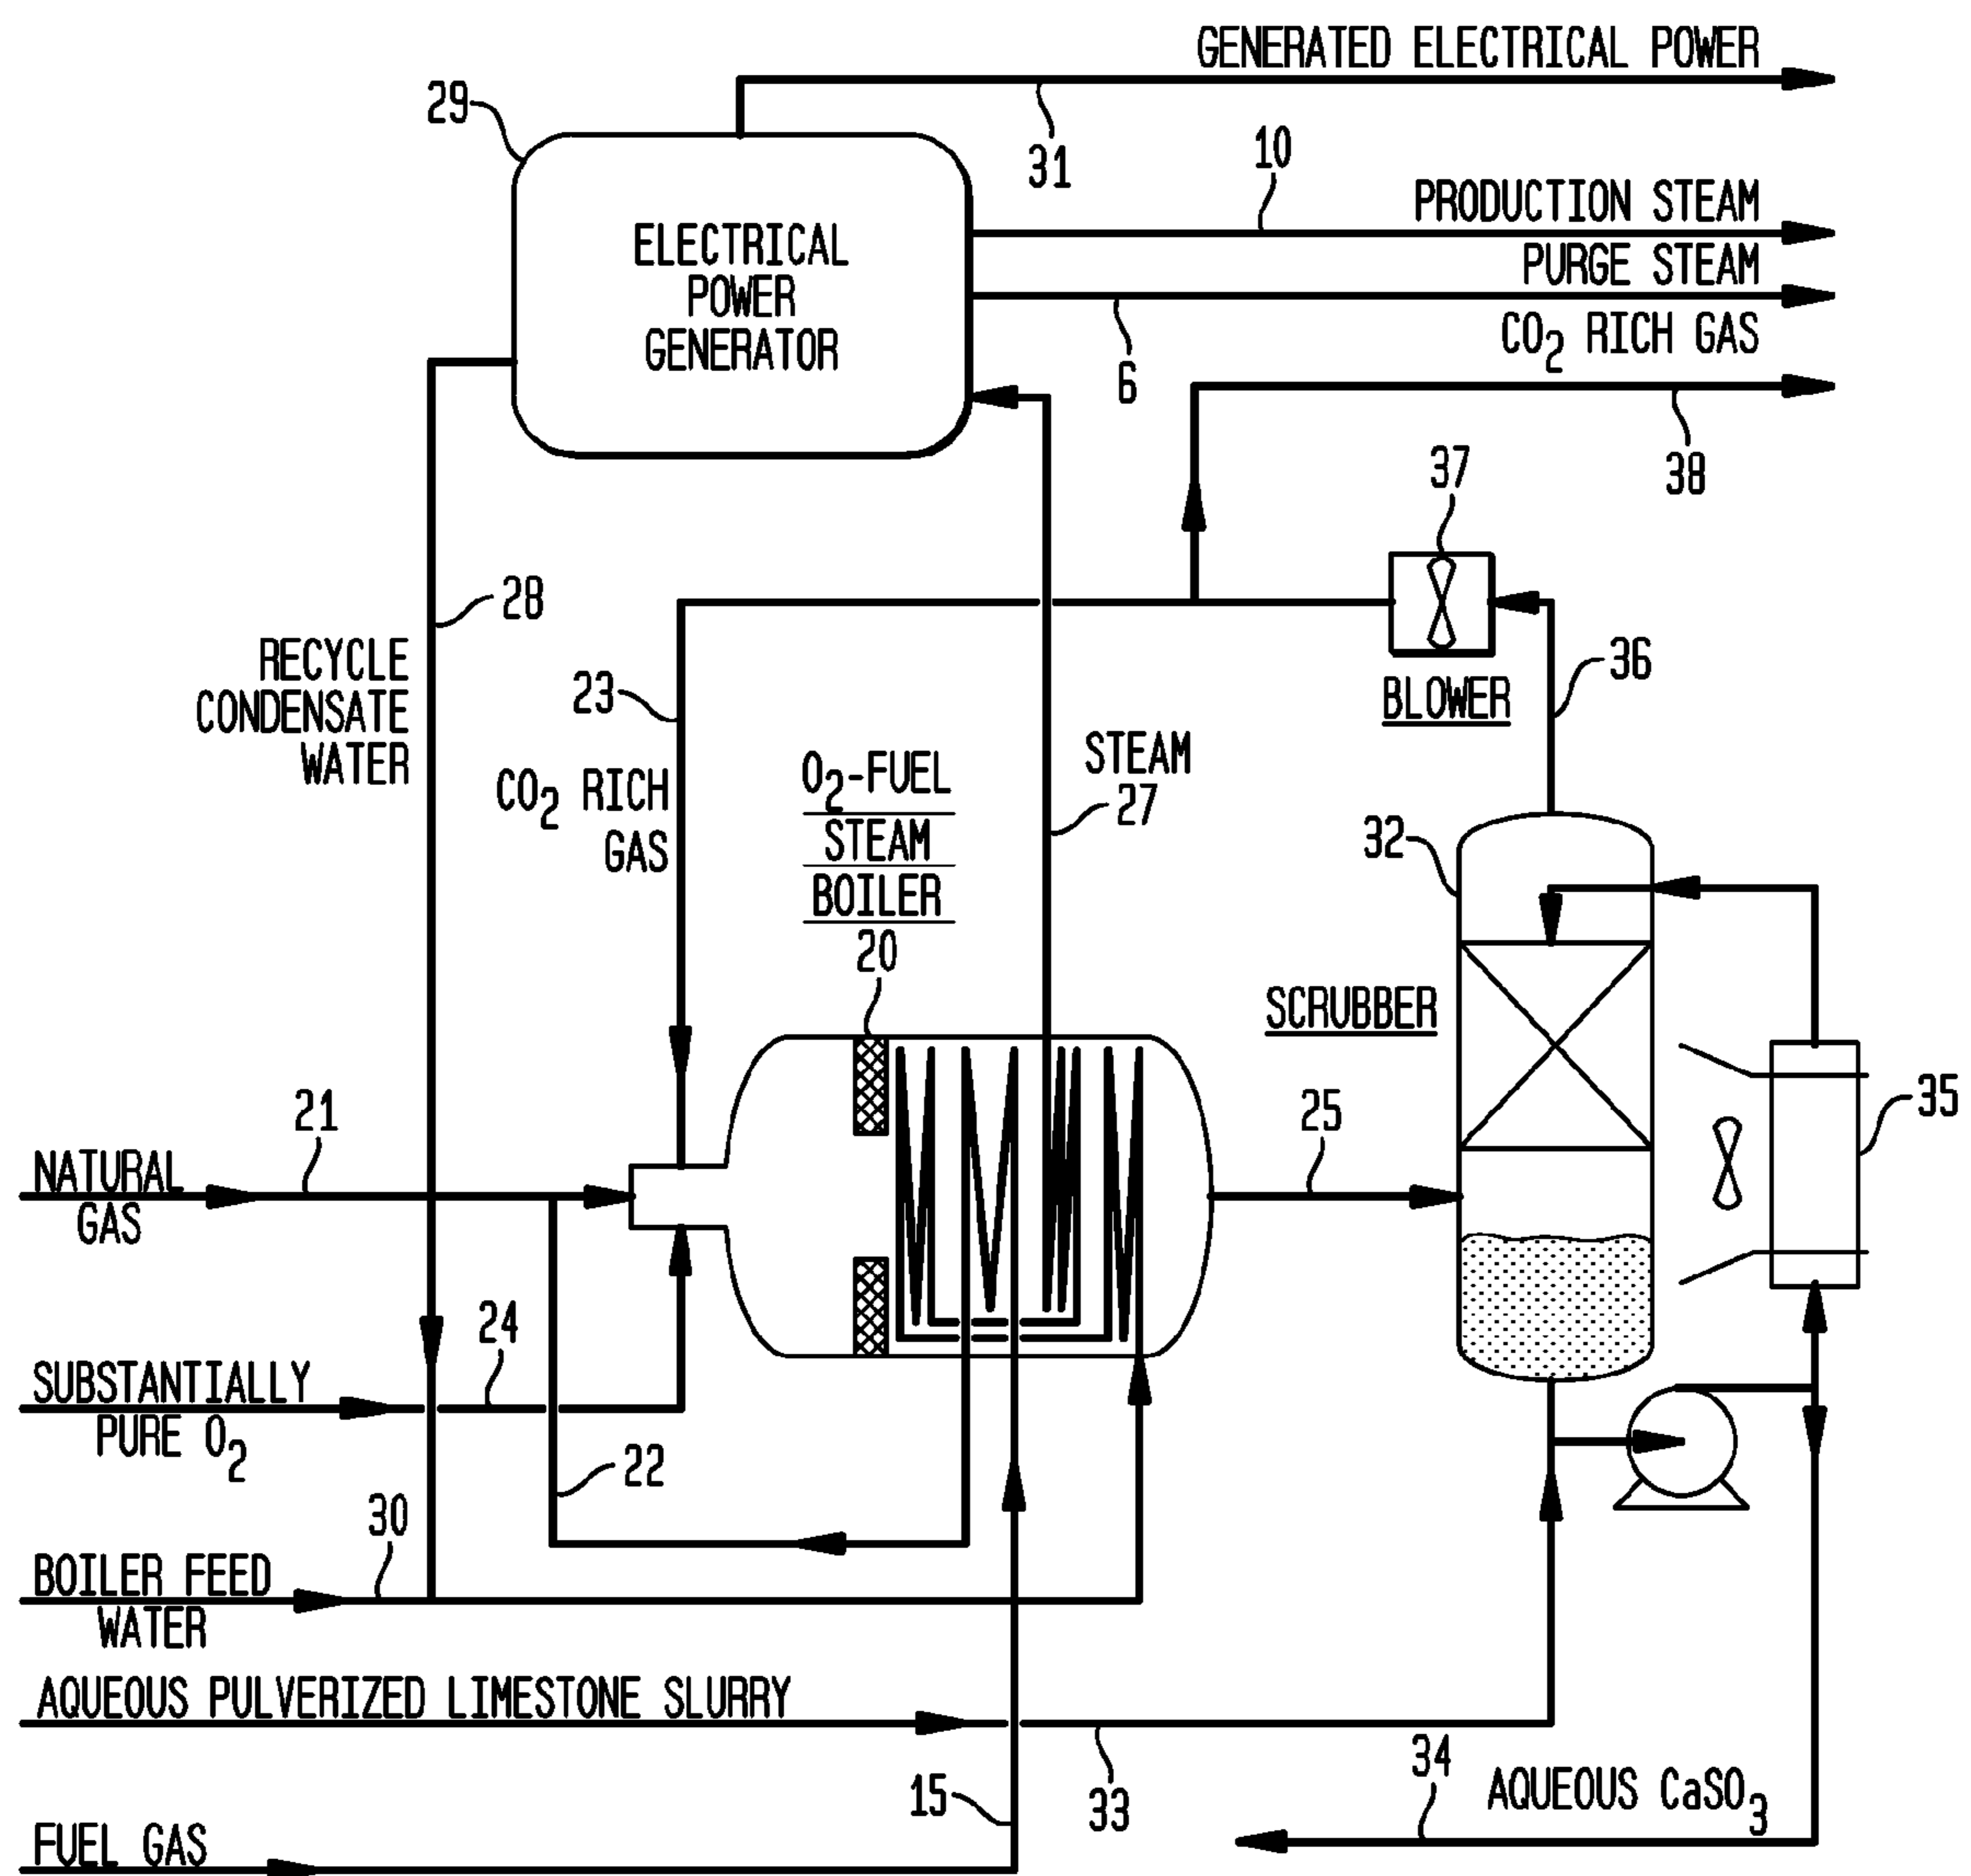 GENERATED ELECTRICAL POWER
29
31
10
PRODUCTION STEAM
ELECTRICAL
POWER
GENERATOR
PURGE STEAM
6
CO2 RICH GAS
38
37
28
BLOWER
36
RECYCLE
CONDENSATE
WATER
23
CO2 RICH
GAS
O2-FUEL
STEAM
BOILER
20
STEAM
27
32
SCRUBBER
35
21
25
NATURAL
GAS
24
SUBSTANTIALLY
PURE O2
22
30
BOILER FEED
WATER
AQUEOUS PULVERIZED LIMESTONE SLURRY
33
34
AQUEOUS CaSO3
15
FUEL GAS